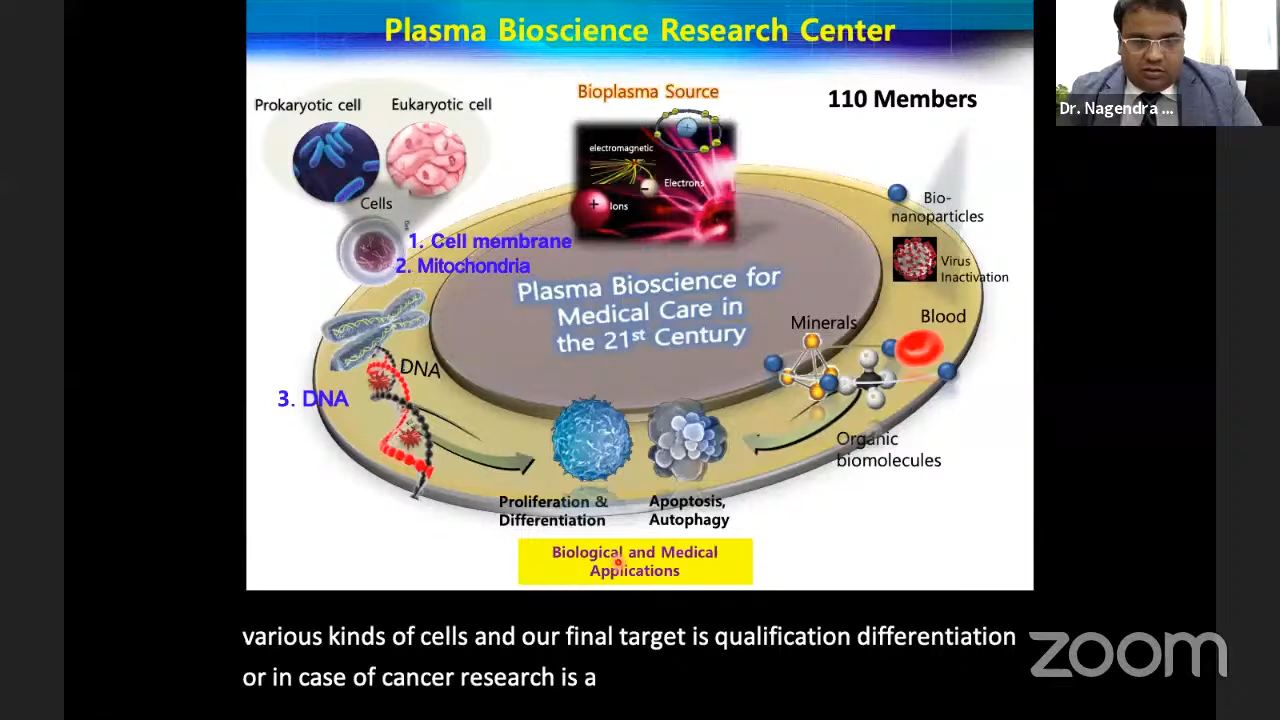 Plasma Bioscience Research Center
Prokaryotic cell
Eukaryotic cell
Bioplasma Source
110 Members
Dr. Nagendra ...
electromagnetic
Electrons
Ions
+
−
+
Cells
1. Cell membrane
2. Mitochondria
Bio-
nanoparticles
Virus
Inactivation
Plasma Bioscience for
Medical Care in
the 21st Century
Minerals
Blood
DNA
3. DNA
Organic
biomolecules
Proliferation &
Differentiation
Apoptosis,
Autophagy
Biological and Medical
Applications
various kinds of cells and our final target is qualification differentiation
or in case of cancer research is a
zoom